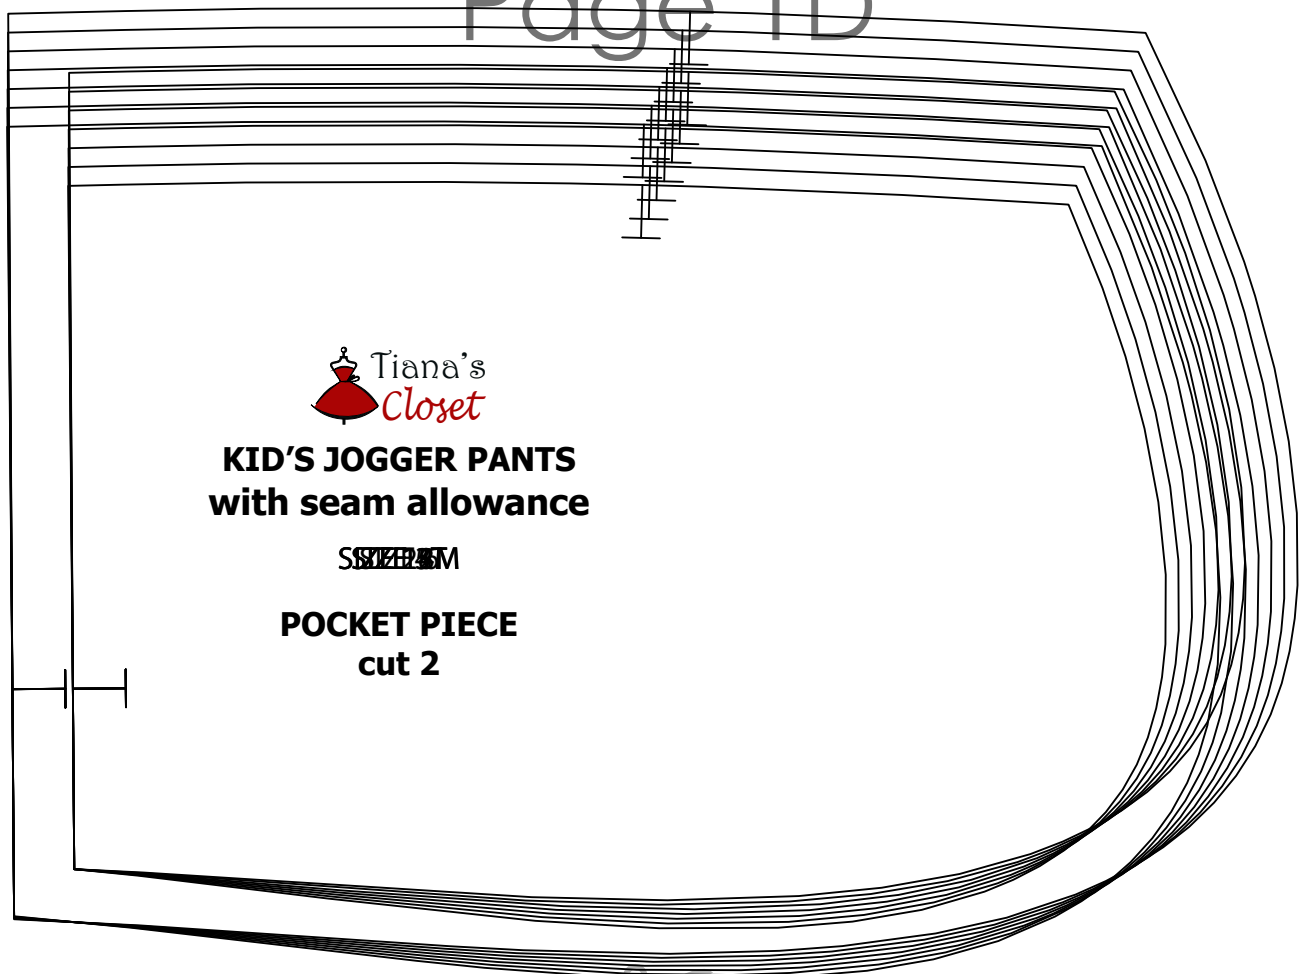 Page 1D
Tiana's
Closet
KID'S JOGGER PANTS
with seam allowance
POCKET PIECE
cut 2